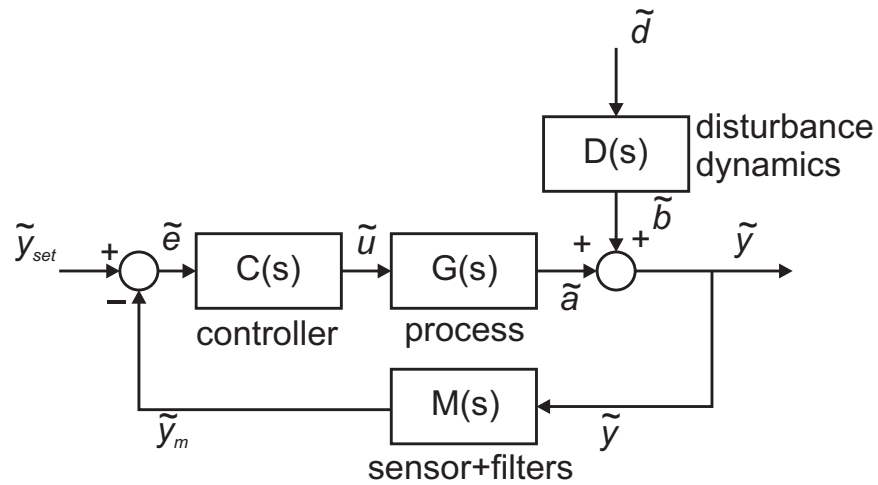 d̃
D(s)
disturbance
dynamics
b̃
ỹset
+
ẽ
C(s)
ũ
G(s)
+
+
ỹ
−
ã
controller
process
M(s)
ỹm
ỹ
sensor+filters